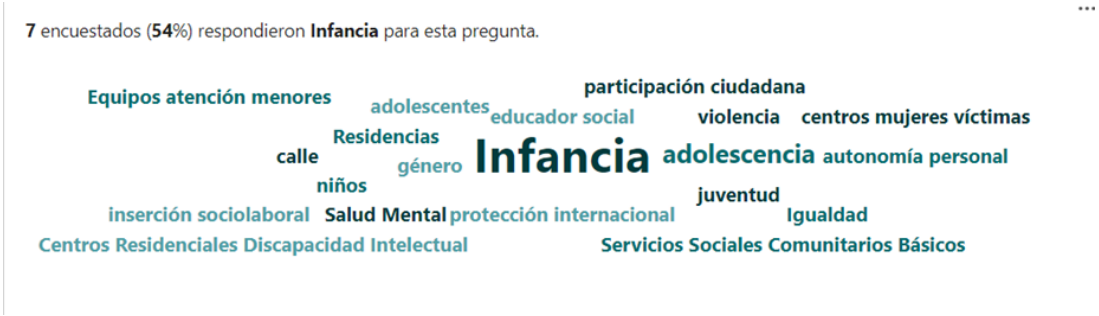 ...
7 encuestados (54%) respondieron Infancia para esta pregunta.
participación ciudadana
Equipos atención menores
adolescentes
educador social
violencia
centros mujeres víctimas
Residencias
calle
género
Infancia
adolescencia
autonomía personal
niños
juventud
inserción sociolaboral
Salud Mental
protección internacional
Igualdad
Centros Residenciales Discapacidad Intelectual
Servicios Sociales Comunitarios Básicos